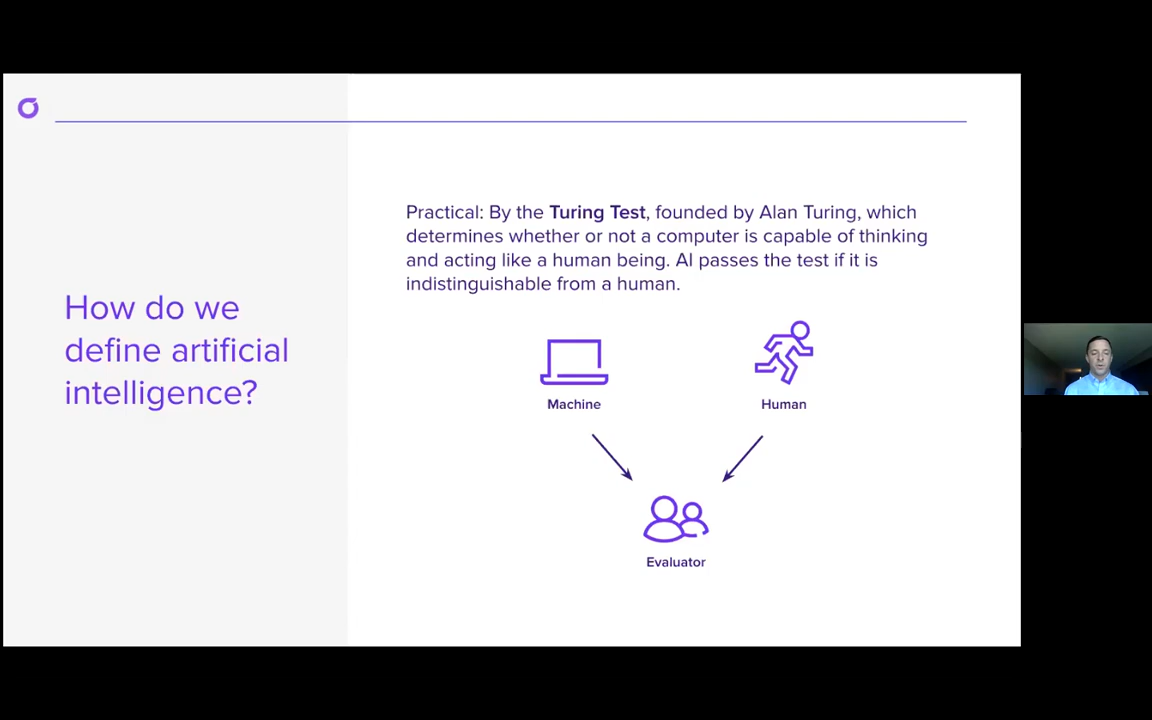 How do we
define artificial
intelligence?
Practical: By the Turing Test, founded by Alan Turing, which
determines whether or not a computer is capable of thinking
and acting like a human being. AI passes the test if it is
indistinguishable from a human.
Machine
Human
Evaluator